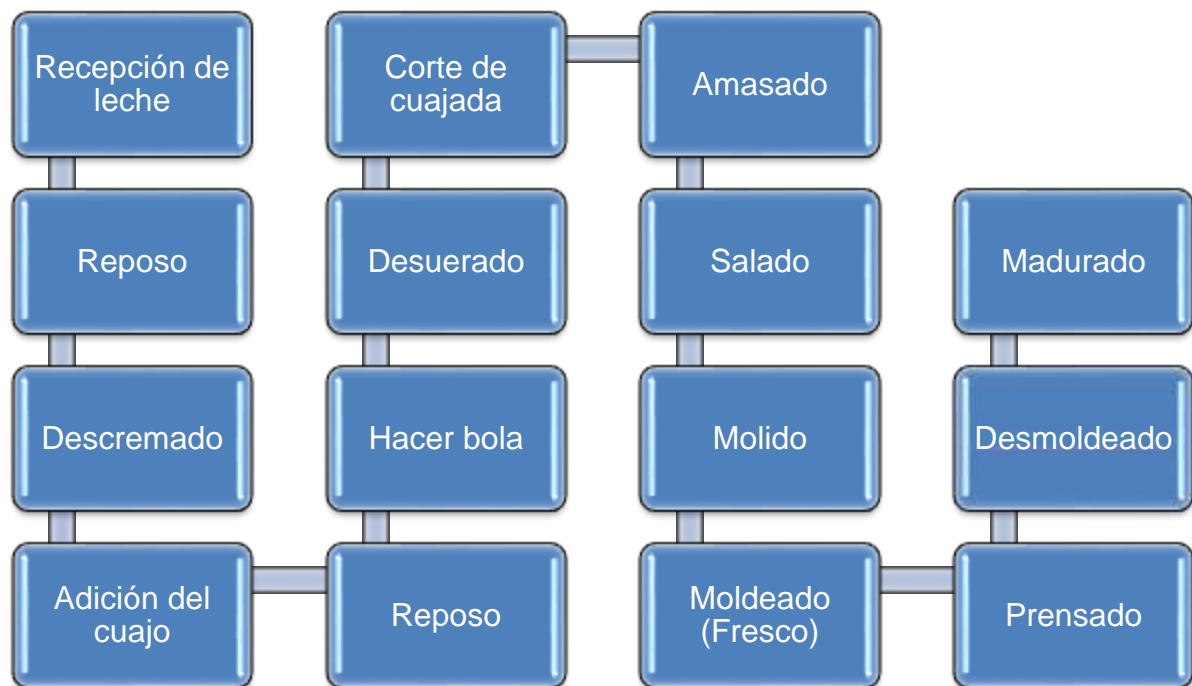 Recepción de
leche
Reposo
Descremado
Adición del
cuajo
Reposo
Hacer bola
Desuerado
Corte de
cuajada
Amasado
Salado
Molido
Moldeado
(Fresco)
Prensado
Desmoldeado
Madurado